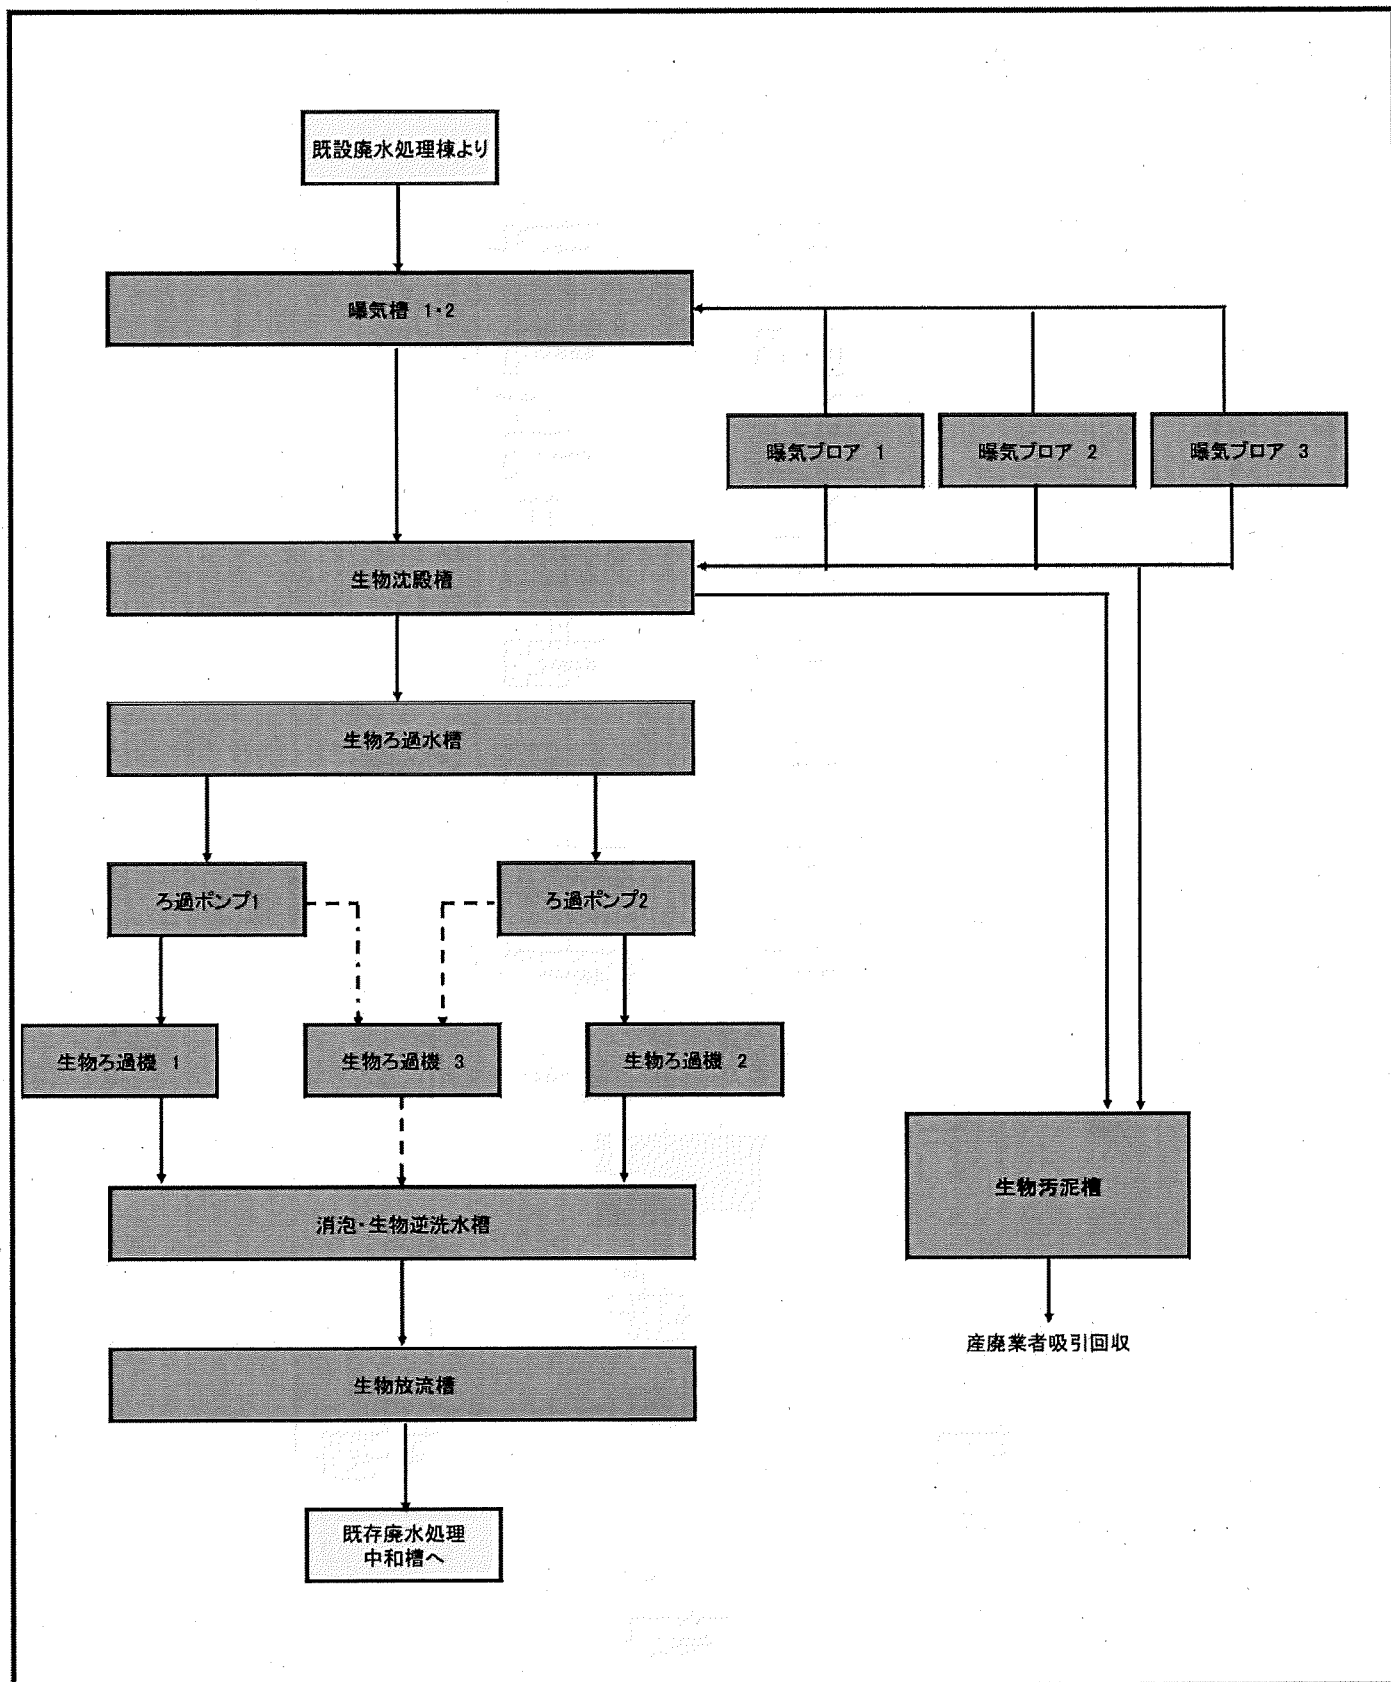 既設廃水処理棟より
曝気槽 1・2
曝気ブロア 1
曝気ブロア 2
曝気ブロア 3
生物沈殿槽
生物ろ過水槽
ろ過ポンプ1
ろ過ポンプ2
生物ろ過機 1
生物ろ過機 3
生物ろ過機 2
生物汚泥槽
消泡・生物逆洗水槽
産廃業者吸引回収
生物放流槽
既存廃水処理
中和槽へ